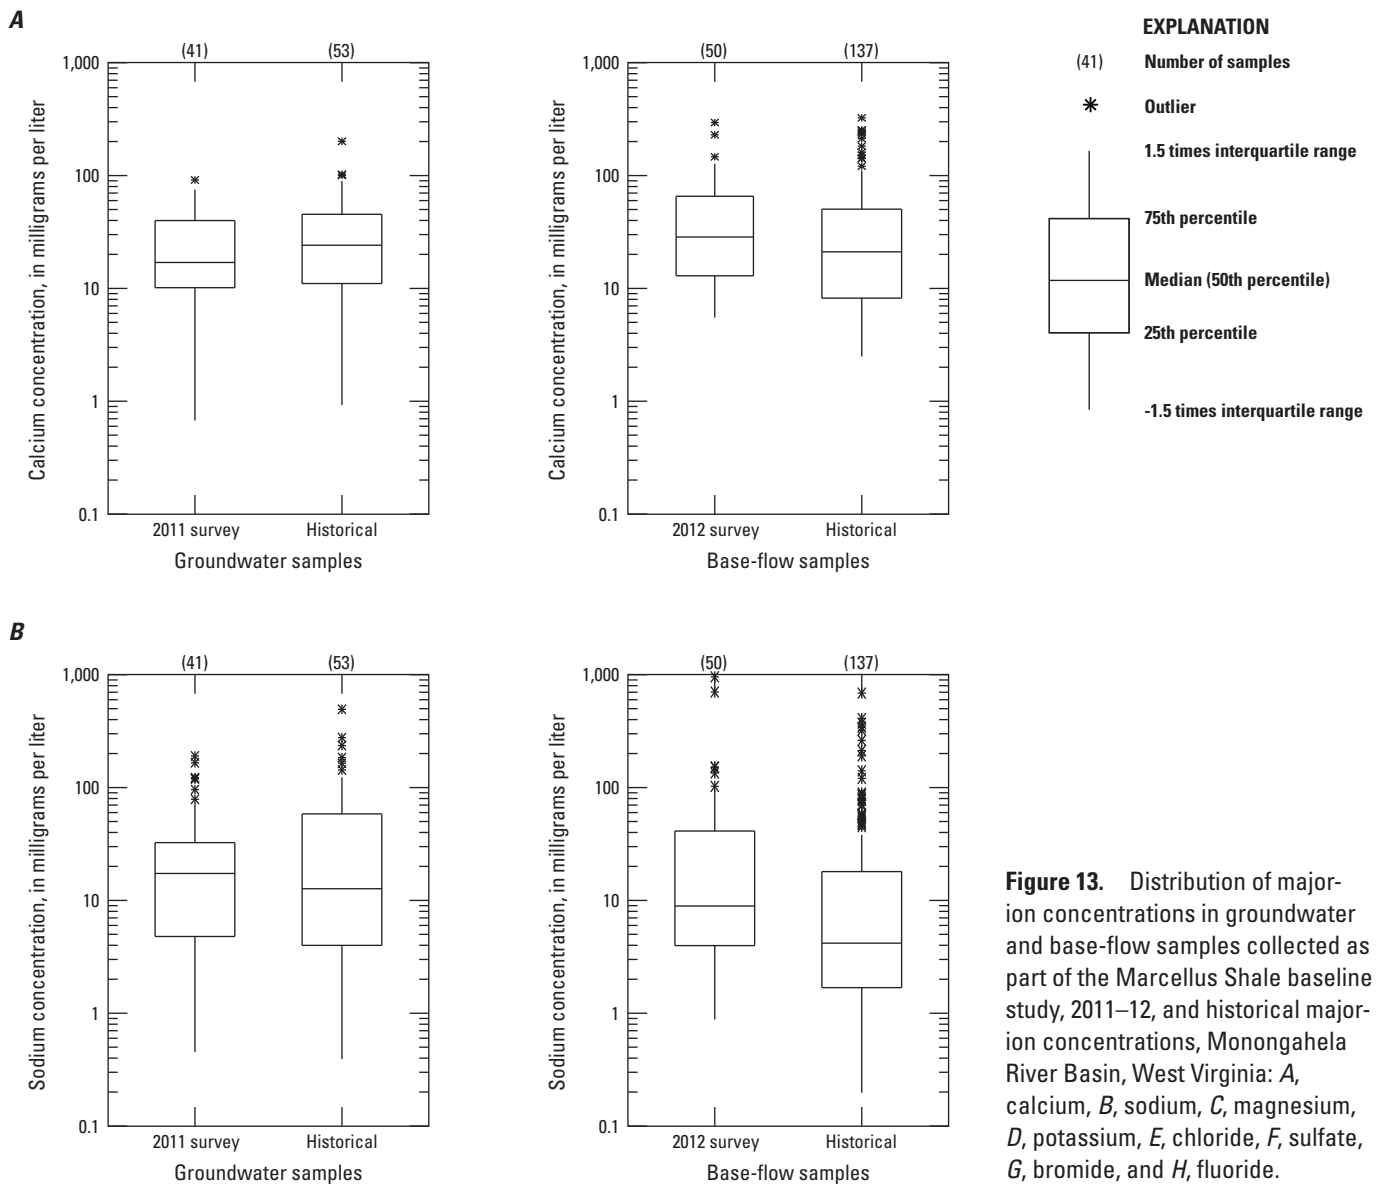 A
(41) (53)
1,000
100
10
1
0.1
Calcium concentration, in milligrams per liter
2011 survey Historical
Groundwater samples
(50) (137)
1,000
100
10
1
0.1
Calcium concentration, in milligrams per liter
2012 survey Historical
Base-flow samples
EXPLANATION
(41) Number of samples
Outlier
1.5 times interquartile range
75th percentile
Median (50th percentile)
25th percentile
-1.5 times interquartile range
B
(41) (53)
1,000
100
10
1
0.1
Sodium concentration, in milligrams per liter
2011 survey Historical
Groundwater samples
(50) (137)
1,000
100
10
1
0.1
Sodium concentration, in milligrams per liter
2012 survey Historical
Base-flow samples
Figure 13. Distribution of major-
ion concentrations in groundwater
and base-flow samples collected as
part of the Marcellus Shale baseline
study, 2011–12, and historical major-
ion concentrations, Monongahela
River Basin, West Virginia: A,
calcium, B, sodium, C, magnesium,
D, potassium, E, chloride, F, sulfate,
G, bromide, and H, fluoride.